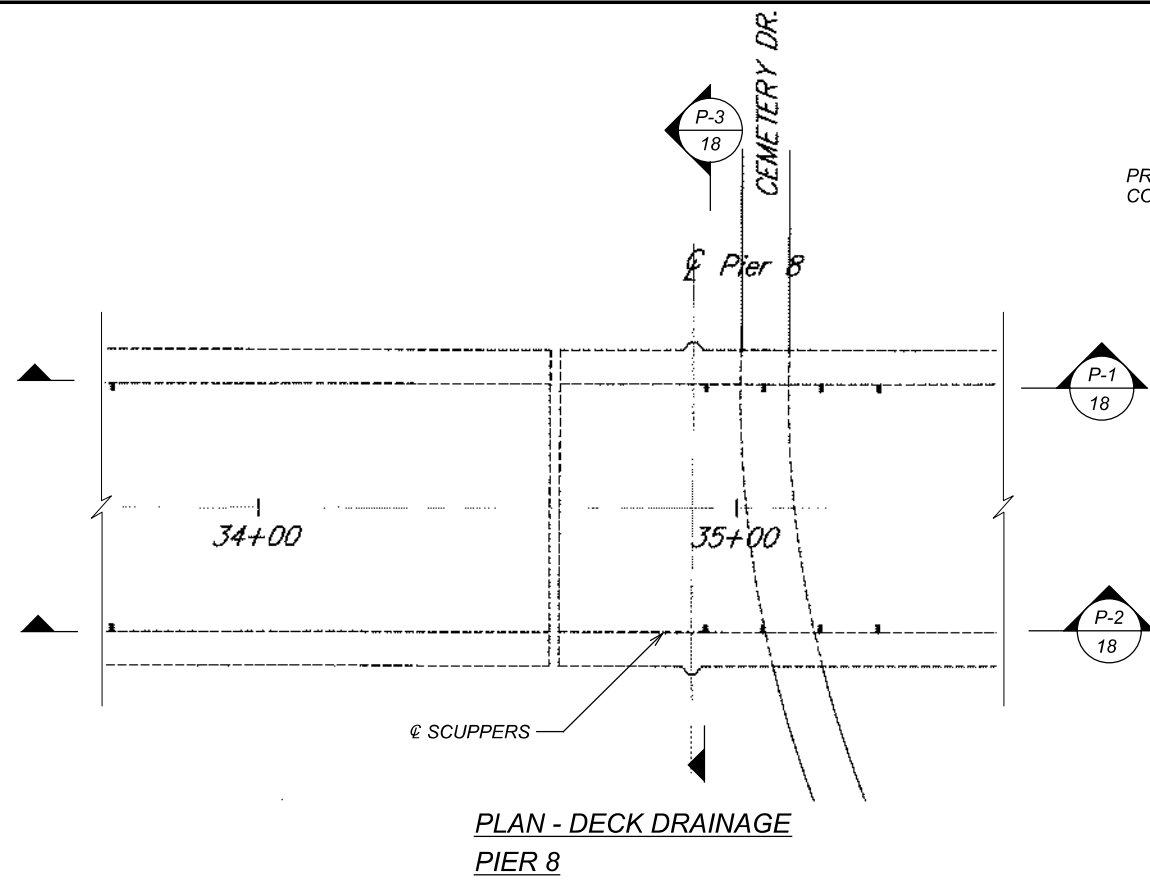 CEMETERY DR.
P-3
18
PR
CO
℄ Pier 8
P-1
18
34+00
35+00
P-2
18
℄ SCUPPERS
PLAN - DECK DRAINAGE
PIER 8